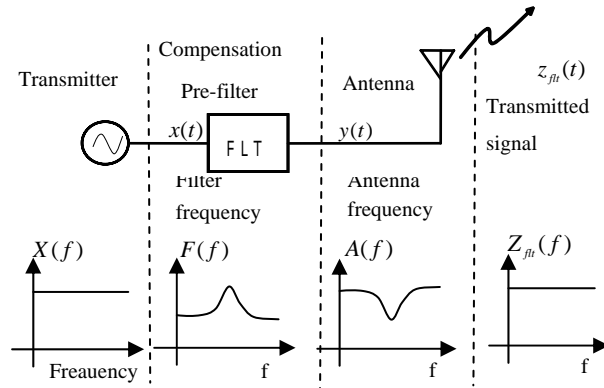 Transmitter
Compensation
Pre-filter
Antenna
z_flt(t)
Transmitted
signal
x(t)
FLT
y(t)
Filter
frequency
Antenna
frequency
X(f)
F(f)
A(f)
Z_flt(f)
Freauency
f
f
f